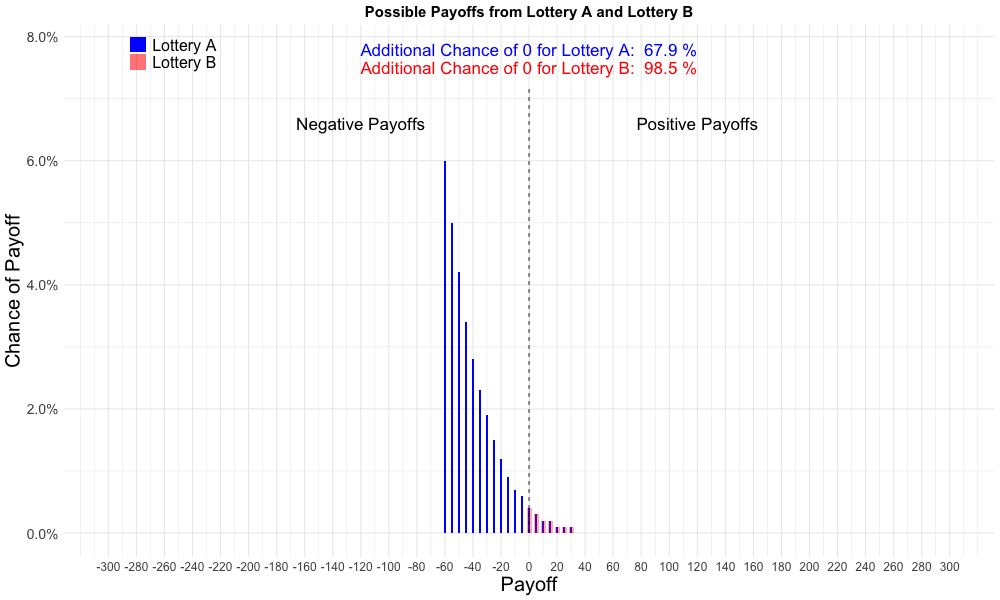 Possible Payoffs from Lottery A and Lottery B
Lottery A
Lottery B
Additional Chance of 0 for Lottery A: 67.9 %
Additional Chance of 0 for Lottery B: 98.5 %
Negative Payoffs
Positive Payoffs
Chance of Payoff
8.0%
6.0%
4.0%
2.0%
0.0%
-300 -280 -260 -240 -220 -200 -180 -160 -140 -120 -100 -80 -60 -40 -20 0 20 40 60 80 100 120 140 160 180 200 220 240 260 280 300
Payoff